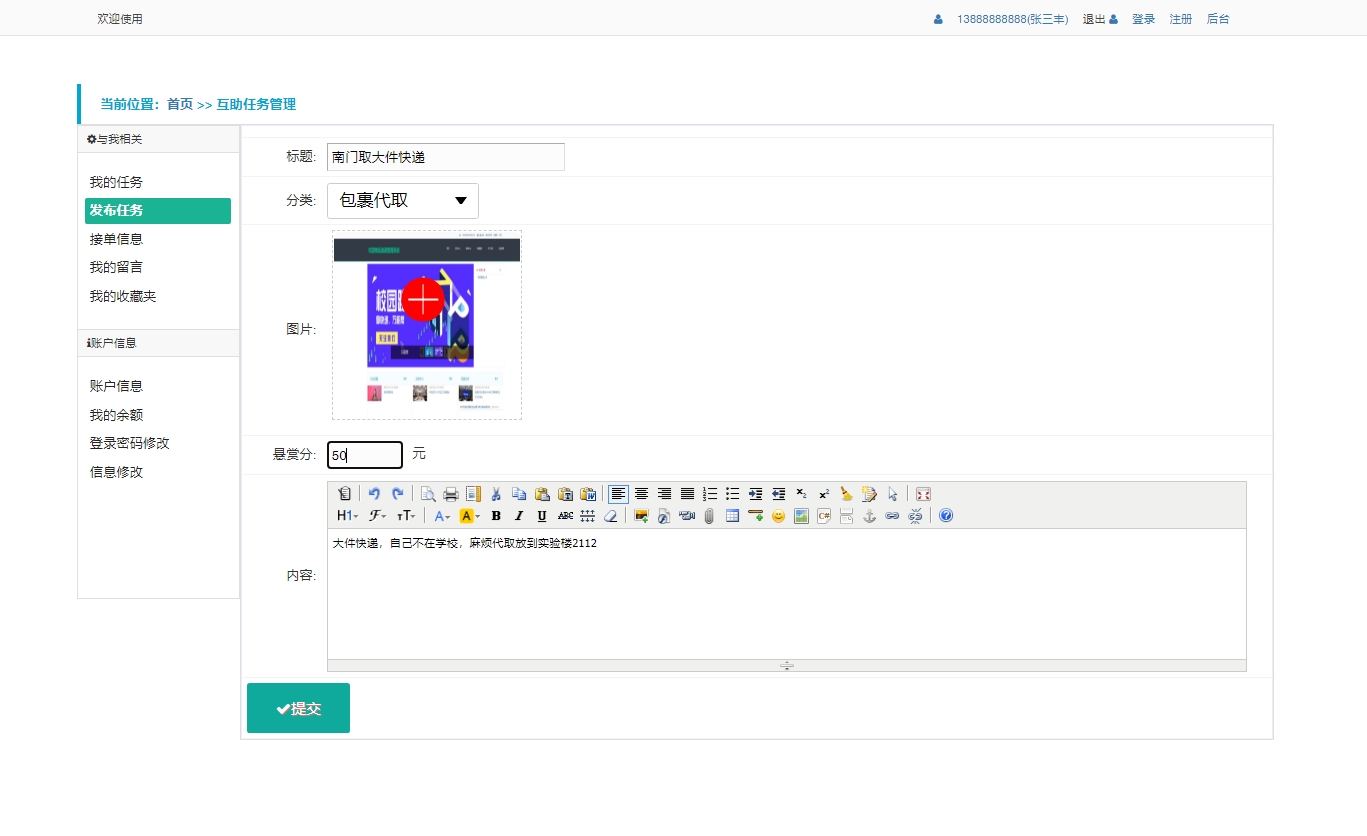 欢迎使用
13888888888(张三丰) 退出 登录 注册 后台
当前位置：首页 >> 互助任务管理
与我相关
我的任务
发布任务
接单信息
我的留言
我的收藏夹
账户信息
账户信息
我的余额
登录密码修改
信息修改
标题: 南门取大件快递
分类: 包裹代取
图片:
悬赏分: 50 元
H1 F тT A A B I U ABC
内容:
大件快递，自己不在学校，麻烦代取放到实验楼2112
提交